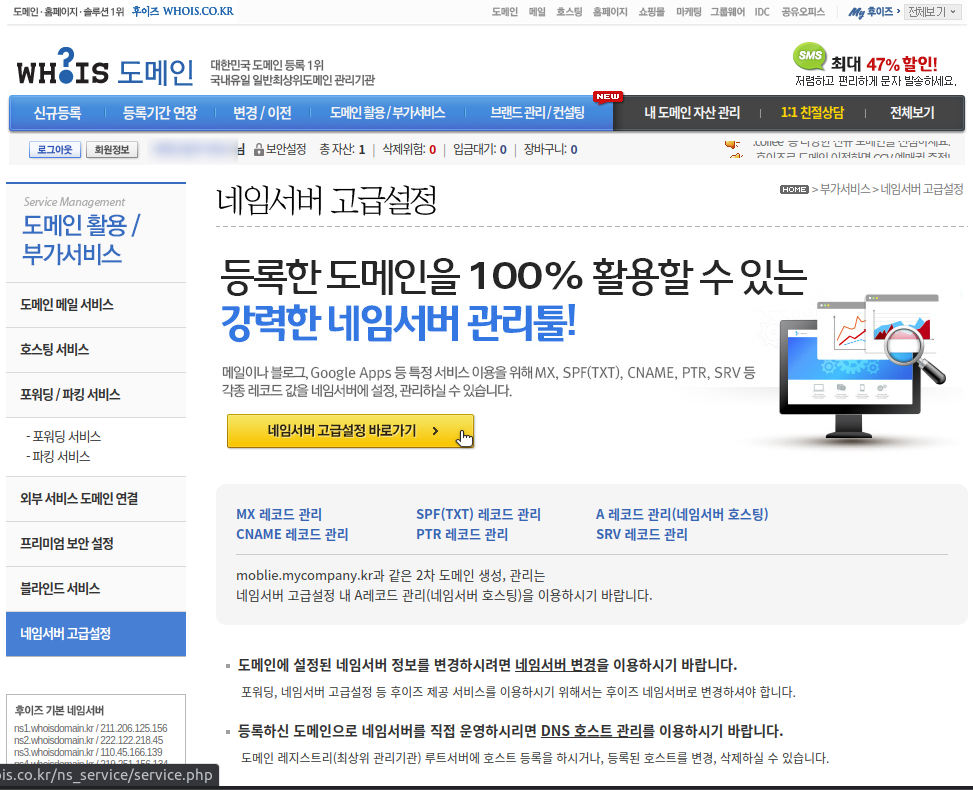 도메인 · 홈페이지 · 솔루션 1위 후이즈 WHOIS.CO.KR
도메인 메일 호스팅 홈페이지 쇼핑몰 마케팅 그룹웨어 IDC 공유오피스 My 후이즈 전체보기
WH?IS 도메인
대한민국 도메인 등록 1위
국내유일 일반최상위도메인 관리기관
SMS 최대 47% 할인!
저렴하고 편리하게 문자 발송하세요.
NEW
신규등록 등록기간 연장 변경 / 이전 도메인 활용 / 부가서비스 브랜드 관리 / 컨설팅 내 도메인 자산 관리 1:1 친절상담 전체보기
로그아웃 회원정보 님 보안설정 총 자산: 1 | 삭제위험: 0 | 입금대기: 0 | 장바구니: 0
Service Management
도메인 활용 /
부가서비스
도메인 메일 서비스
호스팅 서비스
포워딩 / 파킹 서비스
- 포워딩 서비스
- 파킹 서비스
외부 서비스 도메인 연결
프리미엄 보안 설정
블라인드 서비스
네임서버 고급설정
후이즈 기본 네임서버
ns1.whoisdomain.kr / 211.206.125.156
ns2.whoisdomain.kr / 222.122.218.45
ns3.whoisdomain.kr / 110.45.166.139
ns4.whoisdomain.kr / 219.251.156.134
ois.co.kr/ns_service/service.php
네임서버 고급설정
HOME > 부가서비스 > 네임서버 고급설정
등록한 도메인을 100% 활용할 수 있는
강력한 네임서버 관리툴!
메일이나 블로그, Google Apps 등 특정 서비스 이용을 위해 MX, SPF(TXT), CNAME, PTR, SRV 등
각종 레코드 값을 네임서버에 설정, 관리하실 수 있습니다.
네임서버 고급설정 바로가기 >
MX 레코드 관리 SPF(TXT) 레코드 관리 A 레코드 관리(네임서버 호스팅)
CNAME 레코드 관리 PTR 레코드 관리 SRV 레코드 관리
moblie.mycompany.kr과 같은 2차 도메인 생성, 관리는
네임서버 고급설정 내 A레코드 관리(네임서버 호스팅)을 이용하시기 바랍니다.
도메인에 설정된 네임서버 정보를 변경하시려면 네임서버 변경을 이용하시기 바랍니다.
포워딩, 네임서버 고급설정 등 후이즈 제공 서비스를 이용하시기 위해서는 후이즈 네임서버로 변경하셔야 합니다.
등록하신 도메인으로 네임서버를 직접 운영하시리면 DNS 호스트 관리를 이용하시기 바랍니다.
도메인 레지스트리(최상위 관리기관) 루트서버에 호스트 등록을 하시거나, 등록된 호스트를 변경, 삭제하실 수 있습니다.